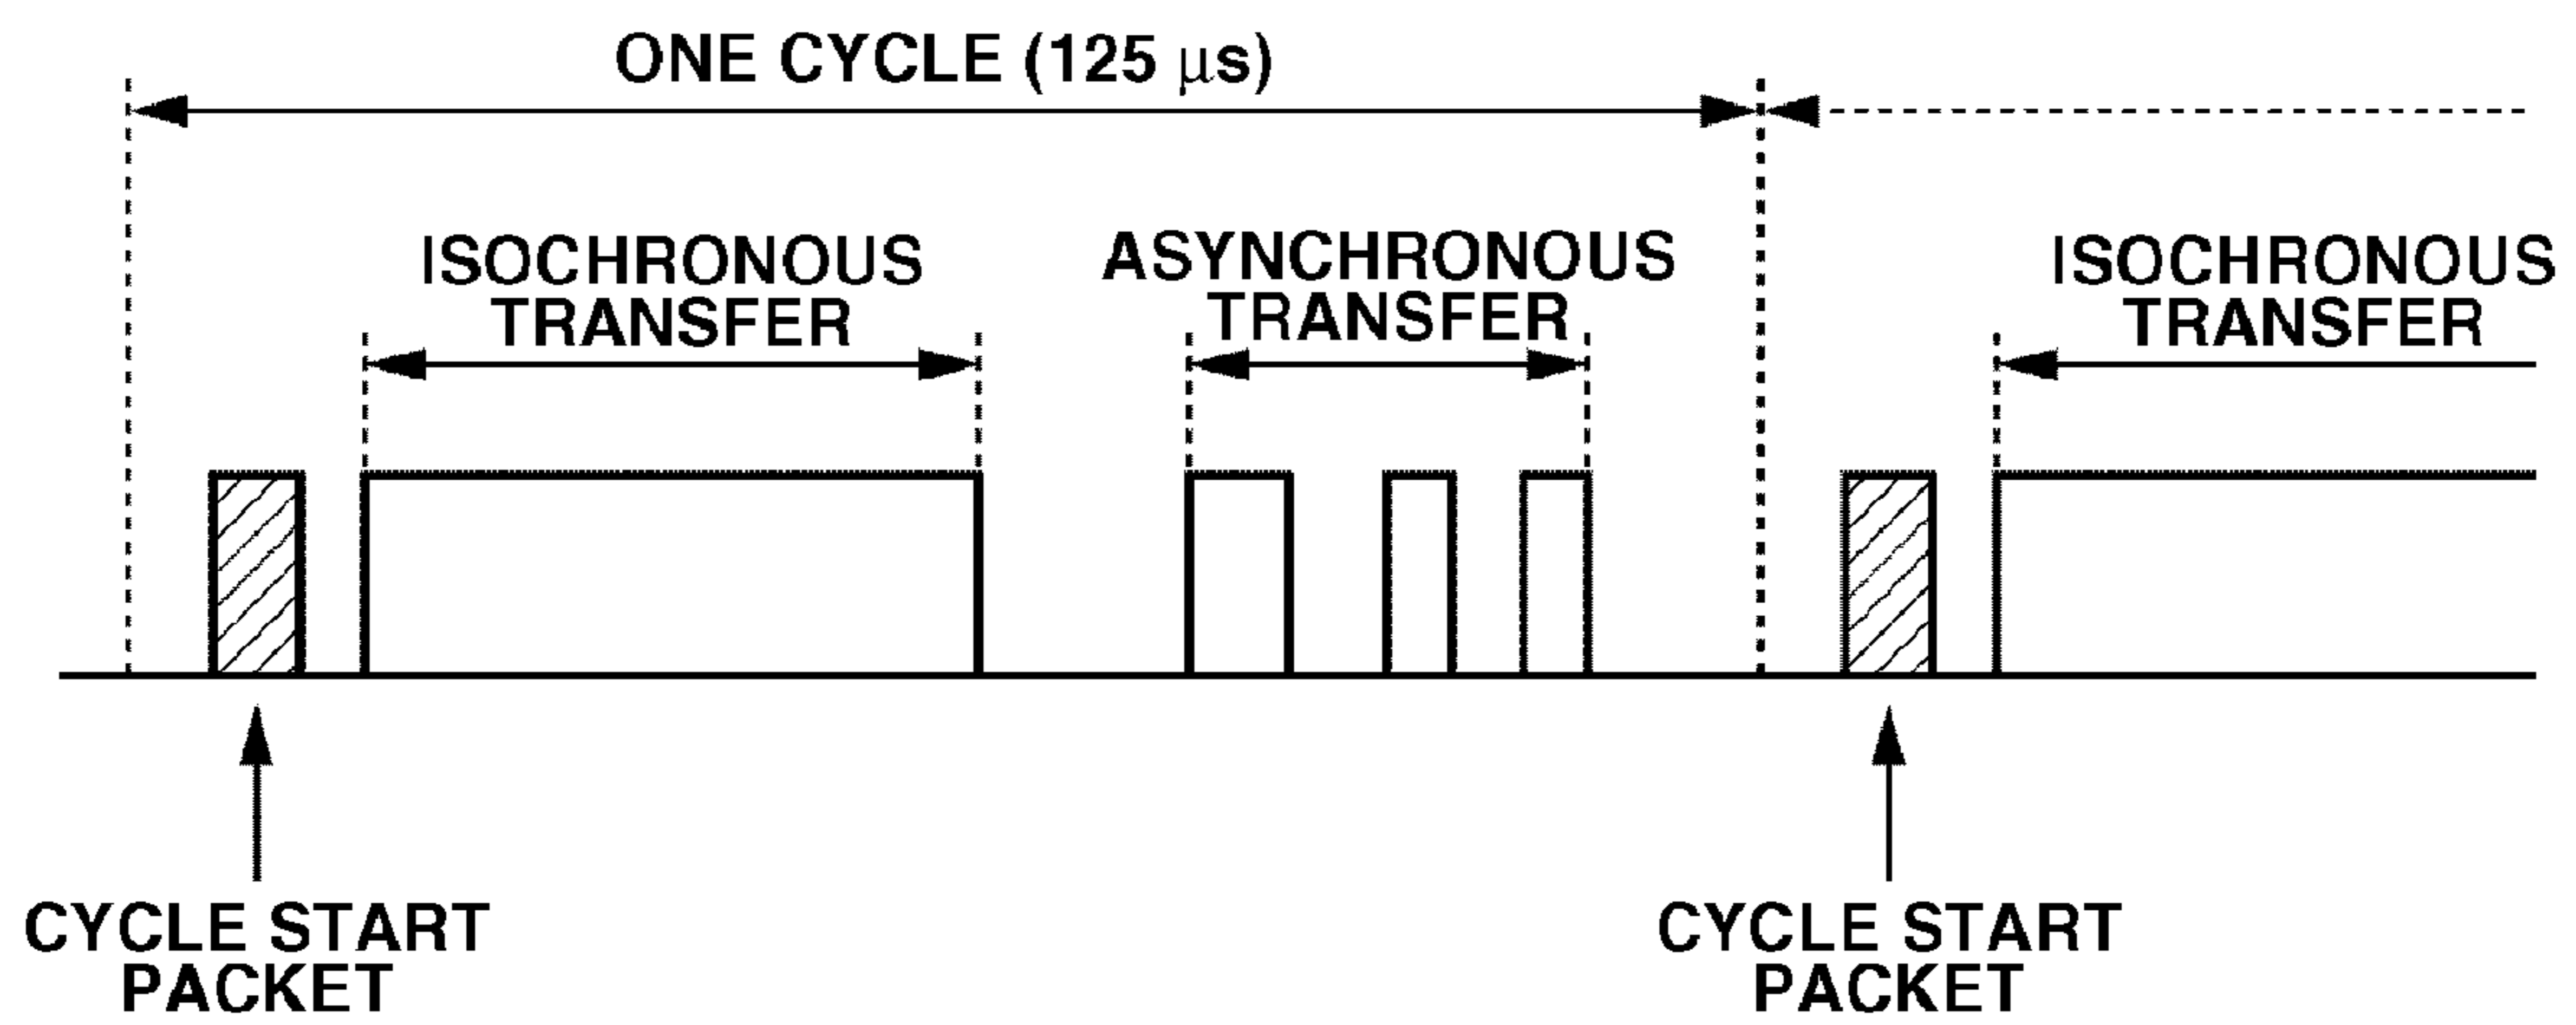 ONE CYCLE (125 µs)
ISOCHRONOUS
TRANSFER
ASYNCHRONOUS
TRANSFER
ISOCHRONOUS
TRANSFER
CYCLE START
PACKET
CYCLE START
PACKET